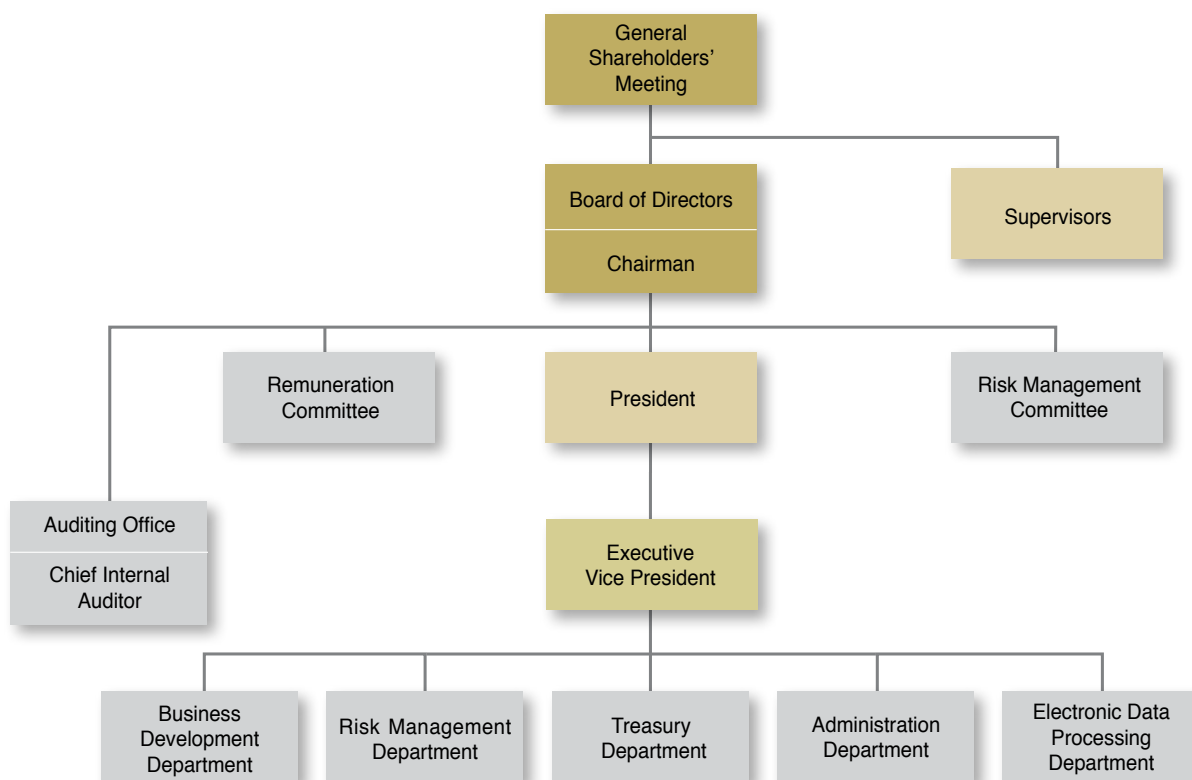 General
Shareholders’
Meeting
Board of Directors
Chairman
Supervisors
Remuneration
Committee
President
Risk Management
Committee
Auditing Office
Chief Internal
Auditor
Executive
Vice President
Business
Development
Department
Risk Management
Department
Treasury
Department
Administration
Department
Electronic Data
Processing
Department